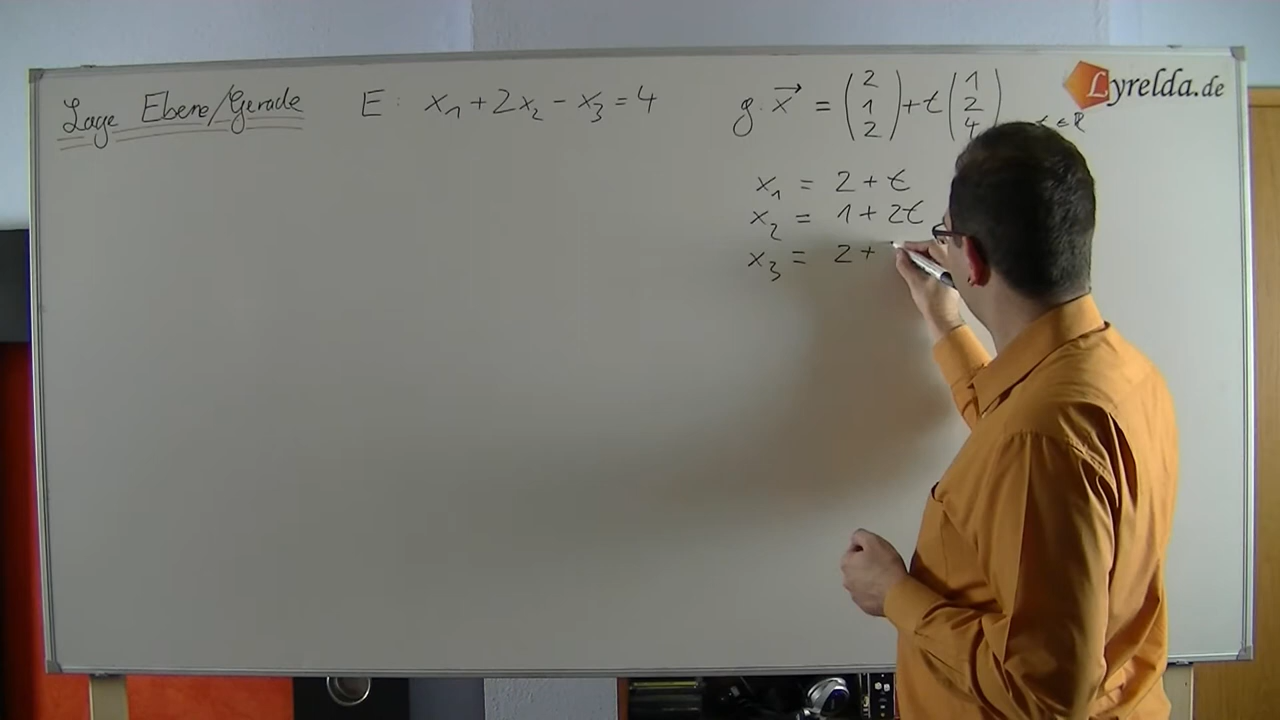 Lage Ebene/Gerade E: x₁+2x₂-x₃=4 g: x⃗ = (2 1 2) + t (1 2 4) t ∈ ℝ
Lyrelda.de
x₁ = 2 + t
x₂ = 1 + 2t
x₃ = 2 +